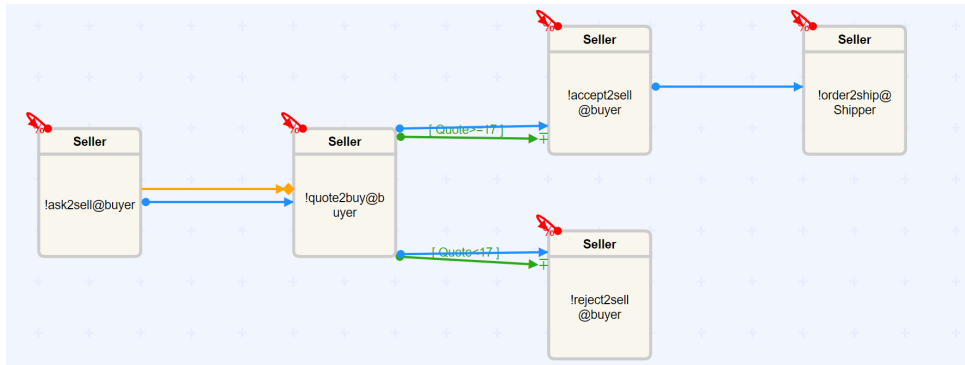 %
Seller
!accept2sell
@buyer
%
Seller
!order2ship@
Shipper
%
Seller
!ask2sell@buyer
%
Seller
!quote2buy@b
uyer
[ Quote>=17 ]
+
[ Quote<17 ]
+
%
Seller
!reject2sell
@buyer